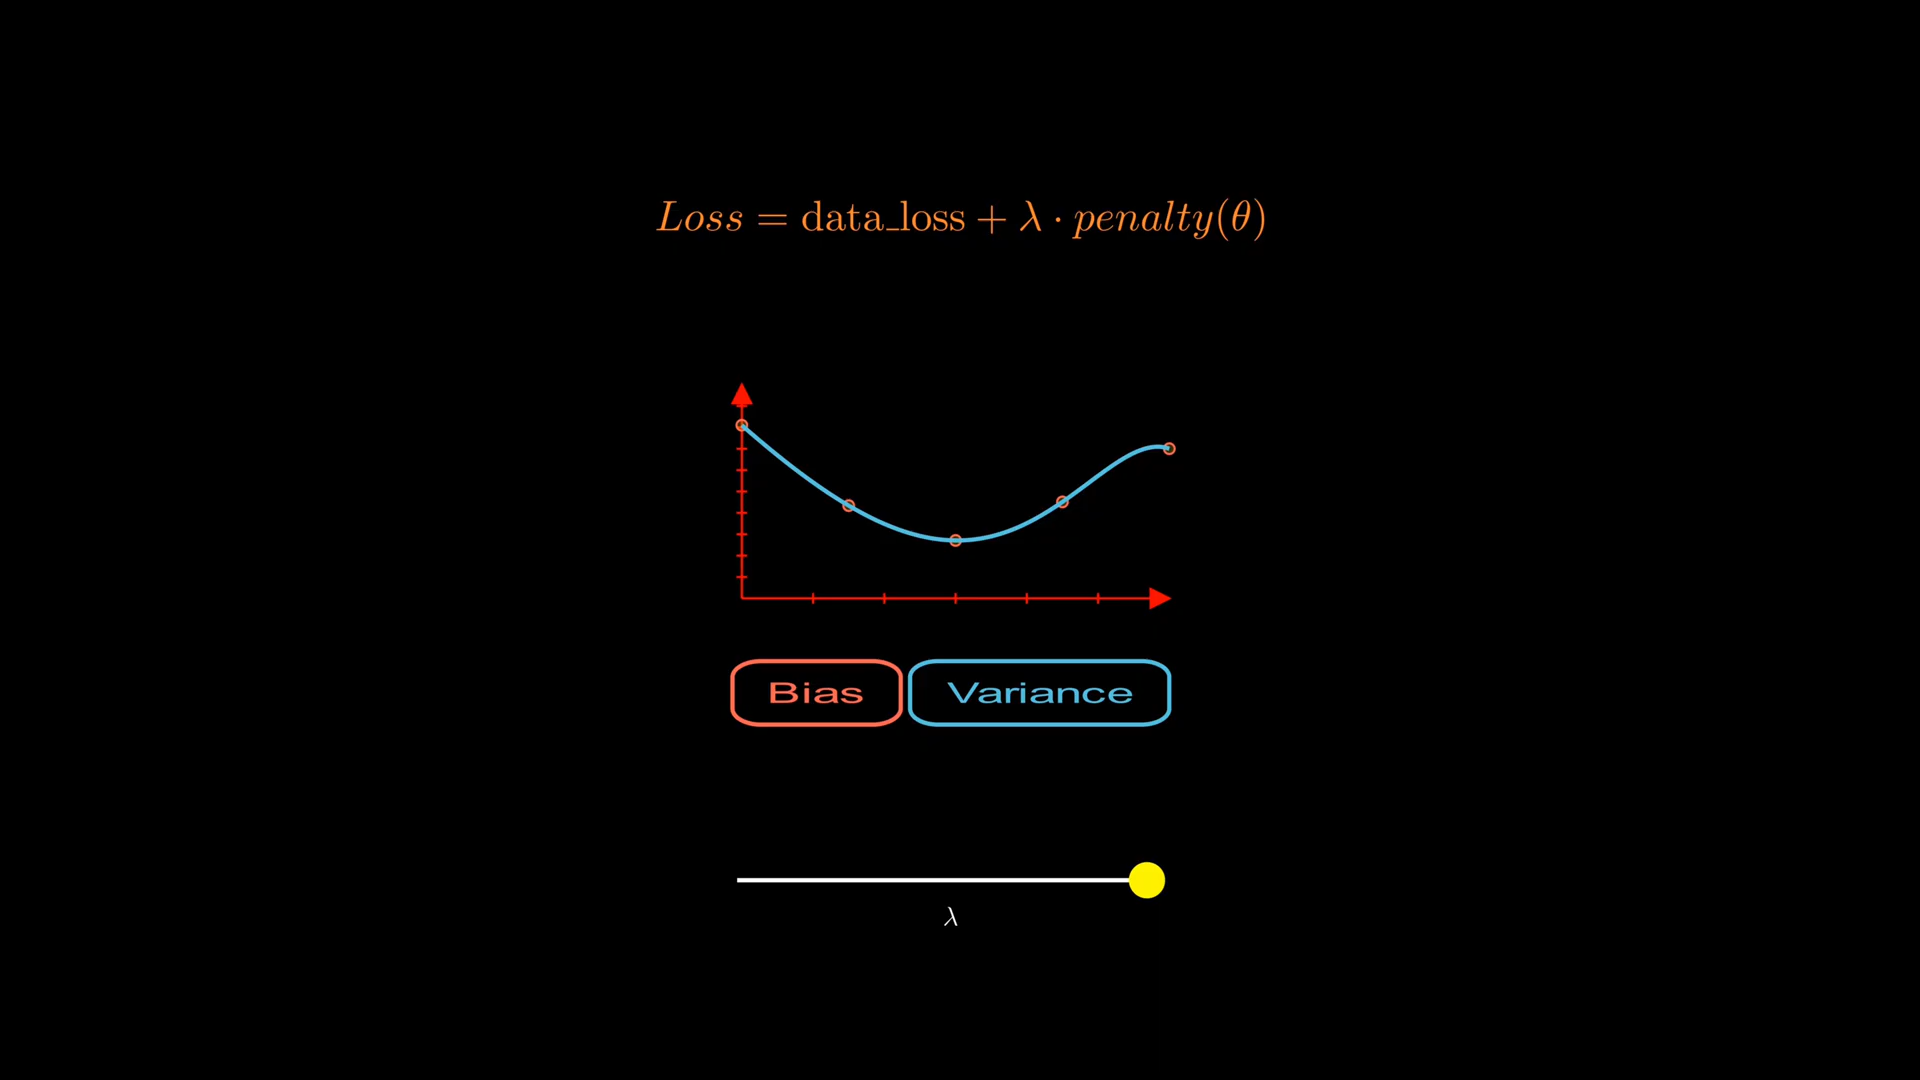 Loss = data_loss + λ · penalty(θ)
Bias Variance
λ